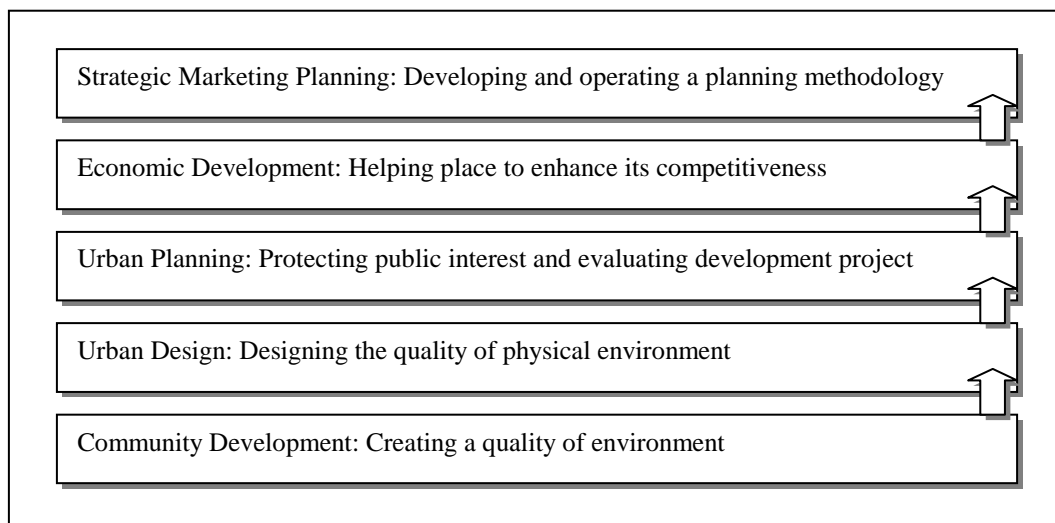 Strategic Marketing Planning: Developing and operating a planning methodology
Economic Development: Helping place to enhance its competitiveness
Urban Planning: Protecting public interest and evaluating development project
Urban Design: Designing the quality of physical environment
Community Development: Creating a quality of environment